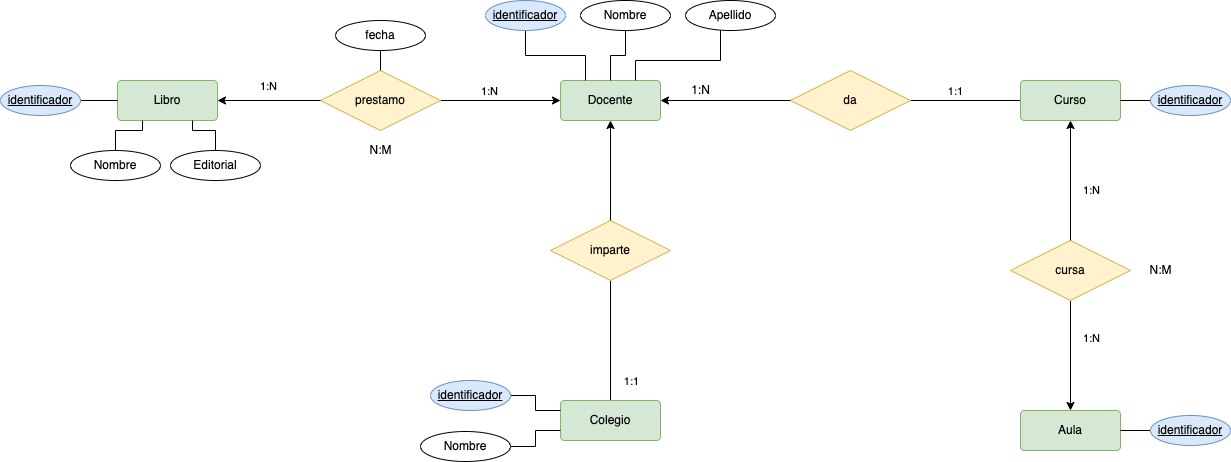 identificador
Nombre
Apellido
fecha
identificador
Libro
1:N
prestamo
1:N
Docente
1:N
da
1:1
Curso
identificador
N:M
Nombre
Editorial
1:N
imparte
cursa
N:M
1:N
1:1
identificador
Nombre
Colegio
Aula
identificador